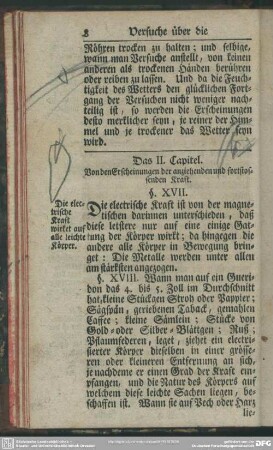 8 Versuche über die
Röhren trocken zu halten; und selbige,
wann man Versuche anstellt, von keinen
anderen als trockenen Händen berühren
oder reiben zu lassen. Und da die Feuch-
tigkeit des Wetters den glücklichen Fort-
gang der Versuchen nicht weniger nach-
teilig ist, so werden die Erscheinungen
desto merklicher seyn, je reiner der Him-
mel und je trockener das Wetter seyn
wird.
Das II. Capitel.
Von den Erscheinungen der anziehenden und fortstos-
senden Kraft.
§. XVII.
Die elec-
trische
Kraft
wirket auf
alle leichte
Körper.
Die electrische Kraft ist von der magne-
tischen darinnen unterschieden, daß
diese letztere nur auf eine einige Gat-
tung der Körper wirkt; da hingegen die
andere alle Körper in Bewegung brin-
get: Die Metalle werden unter allen
am stärksten angezogen.
§. XVIII. Wann man auf ein Gueri-
don das 4. bis 5. Zoll im Durchschnitt
hat, kleine Stückgen Stroh oder Pappier;
Sägspän, geriebenen Taback, gemahlen
Caffee; kleine Sämlein; Stücke von
Gold- oder Silber-Blättgen; Ruß;
Pflaumfedern, leget, ziehet ein electri-
sierter Körper dieselben in einer grösse-
ren oder kleineren Entfernung an sich,
je nachdeme er einen Grad der Kraft em-
pfangen, und die Natur des Körpers auf
welchem diese leichte Sachen liegen, be-
schaffen ist. Wann sie auf Pech oder Harz
lie-